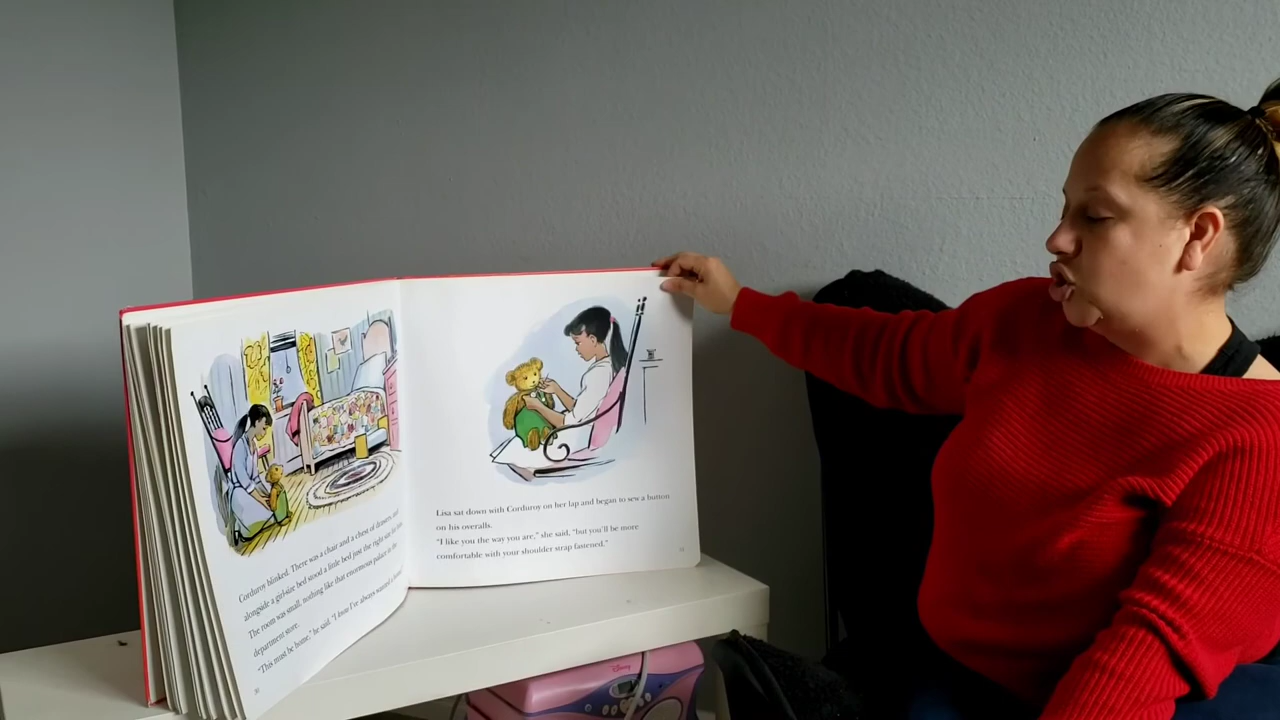 Corduroy blinked. There was a chair and a chest of drawers, and
alongside a girl-size bed stood a little bed just the right size for him.
The room was small, nothing like that enormous palace in the
department store.
"This must be home," he said. "I know I've always wanted a home!"
30
Lisa sat down with Corduroy on her lap and began to sew a button
on his overalls.
"I like you the way you are," she said, "but you'll be more
comfortable with your shoulder strap fastened."
Disney